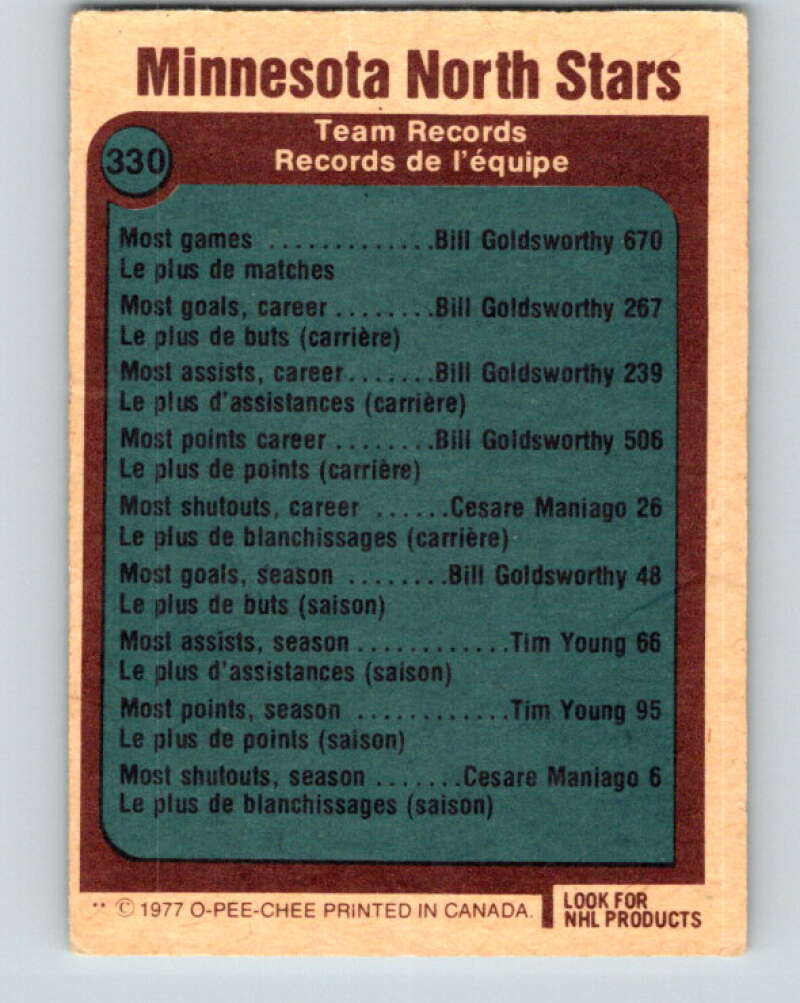 Minnesota North Stars
330
Team Records
Records de l'équipe
Most games .............Bill Goldsworthy 670
Le plus de matches
Most goals, career ........Bill Goldsworthy 267
Le plus de buts (carrière)
Most assists, career.......Bill Goldsworthy 239
Le plus d'assistances (carrière)
Most points career ........Bill Goldsworthy 506
Le plus de points (carrière)
Most shutouts, career ......Cesare Maniago 26
Le plus de blanchissages (carrière)
Most goals, season ........Bill Goldsworthy 48
Le plus de buts (saison)
Most assists, season ............Tim Young 66
Le plus d'assistances (saison)
Most points, season ............Tim Young 95
Le plus de points (saison)
Most shutouts, season .......Cesare Maniago 6
Le plus de blanchissages (saison)
** © 1977 O-PEE-CHEE PRINTED IN CANADA.
LOOK FOR
NHL PRODUCTS